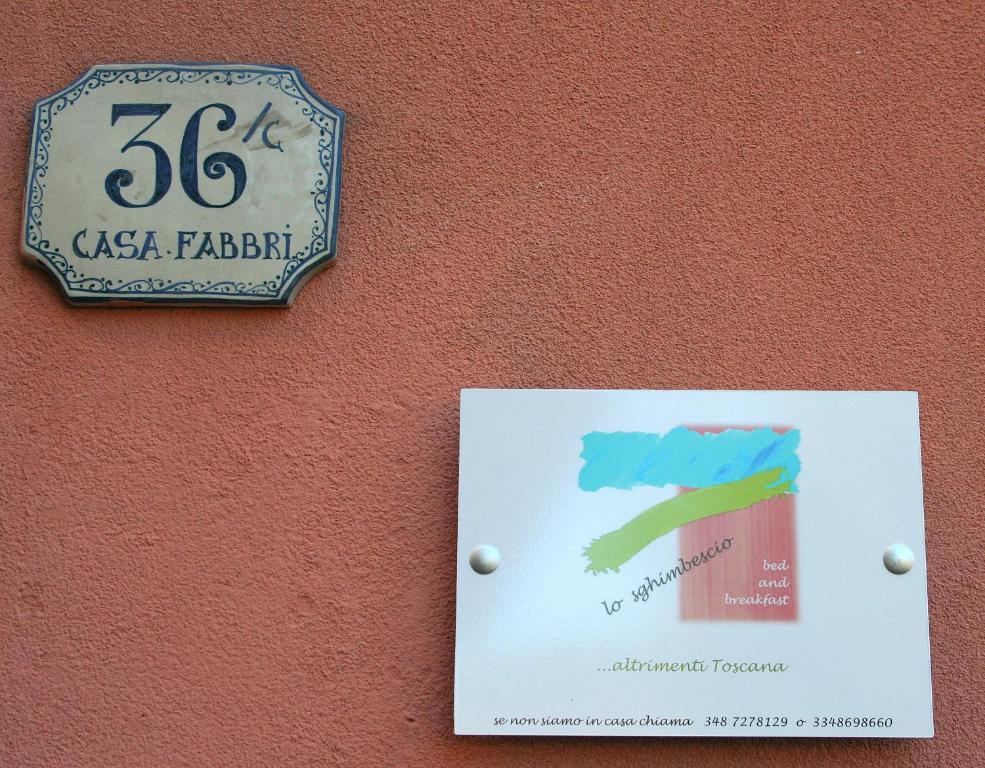 36/c
CASA·FABBRI
lo sghimbescio
bed
and
breakfast
...altrimenti Toscana
se non siamo in casa chiama 348 7278129 o 3348698660